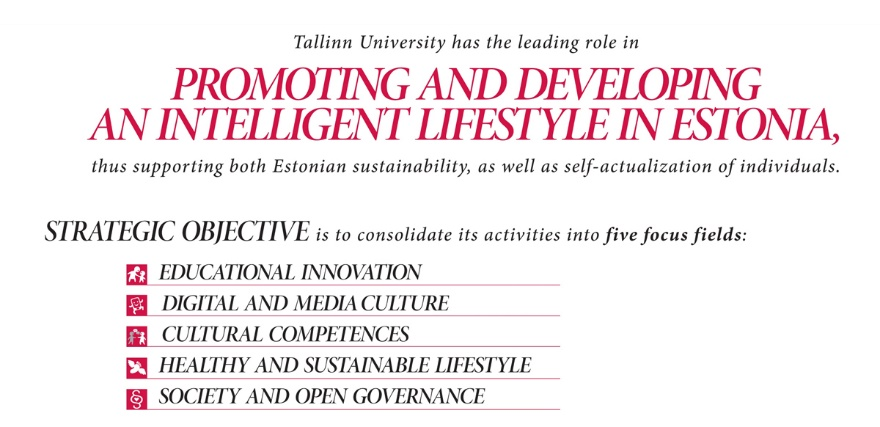 Tallinn University has the leading role in
PROMOTING AND DEVELOPING
AN INTELLIGENT LIFESTYLE IN ESTONIA,
thus supporting both Estonian sustainability, as well as self-actualization of individuals.
STRATEGIC OBJECTIVE is to consolidate its activities into five focus fields:
EDUCATIONAL INNOVATION
DIGITAL AND MEDIA CULTURE
CULTURAL COMPETENCES
HEALTHY AND SUSTAINABLE LIFESTYLE
SOCIETY AND OPEN GOVERNANCE